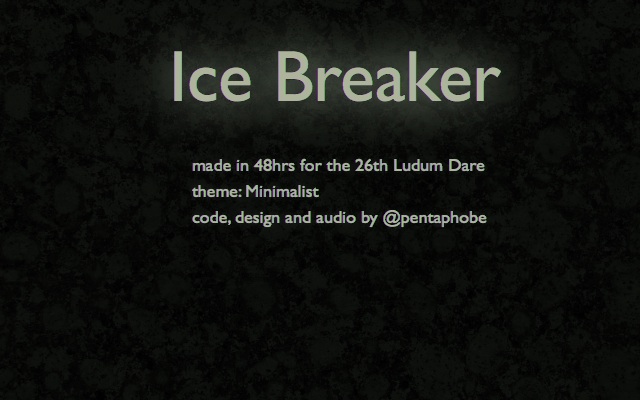 Ice Breaker
made in 48hrs for the 26th Ludum Dare
theme: Minimalist
code, design and audio by @pentaphobe